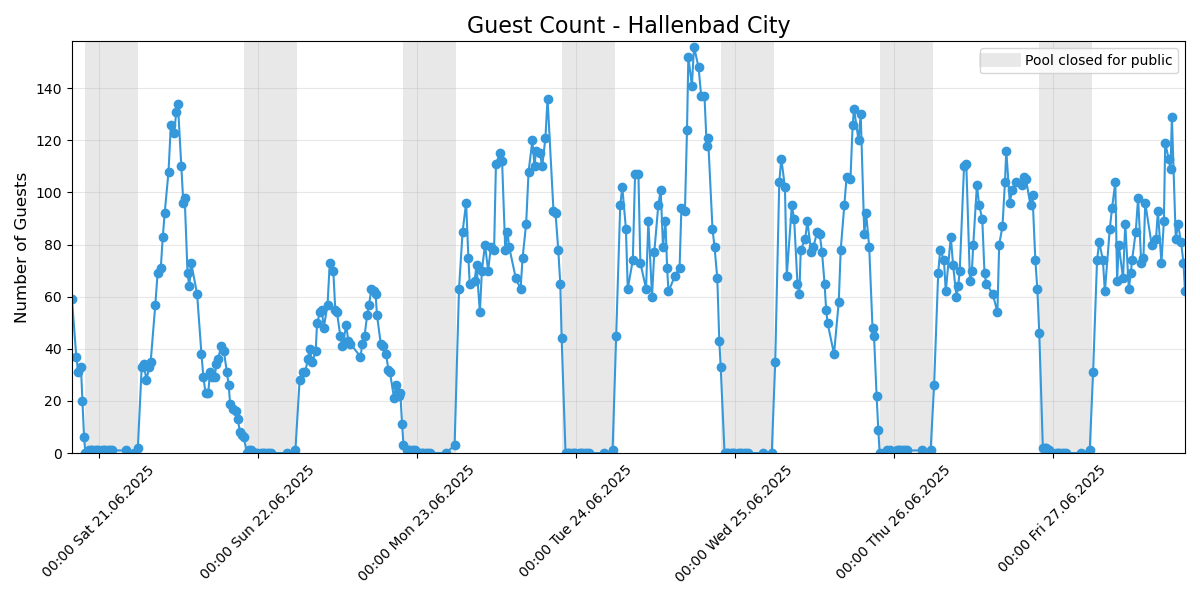 Guest Count - Hallenbad City
Pool closed for public
Number of Guests
140
120
100
80
60
40
20
0
00:00 Sat 21.06.2025
00:00 Sun 22.06.2025
00:00 Mon 23.06.2025
00:00 Tue 24.06.2025
00:00 Wed 25.06.2025
00:00 Thu 26.06.2025
00:00 Fri 27.06.2025